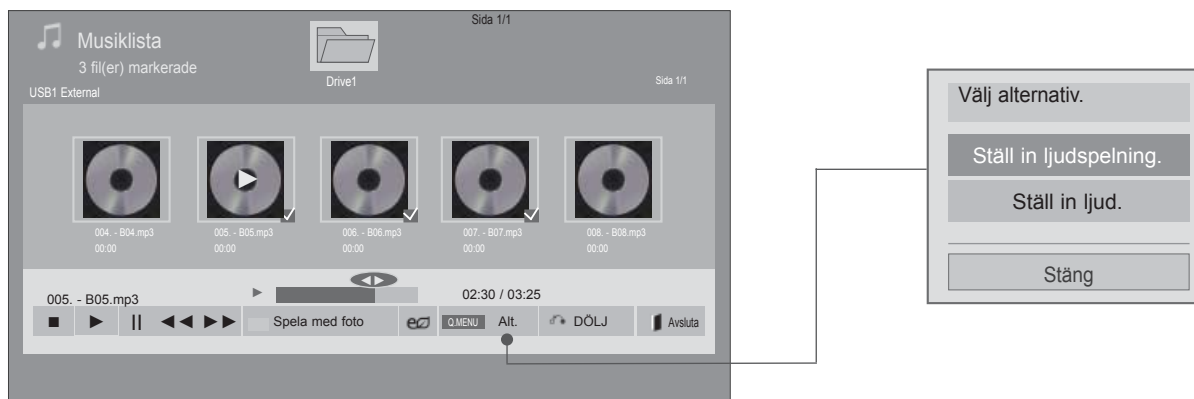 Sida 1/1
Musiklista
3 fil(er) markerade
Drive1
Sida 1/1
USB1 External
004. - B04.mp3
00:00
005. - B05.mp3
00:00
006. - B06.mp3
00:00
007. - B07.mp3
00:00
008. - B08.mp3
00:00
005. - B05.mp3
02:30 / 03:25
Spela med foto
Q.MENU Alt.
DÖLJ
Avsluta
Välj alternativ.
Ställ in ljudspelning.
Ställ in ljud.
Stäng